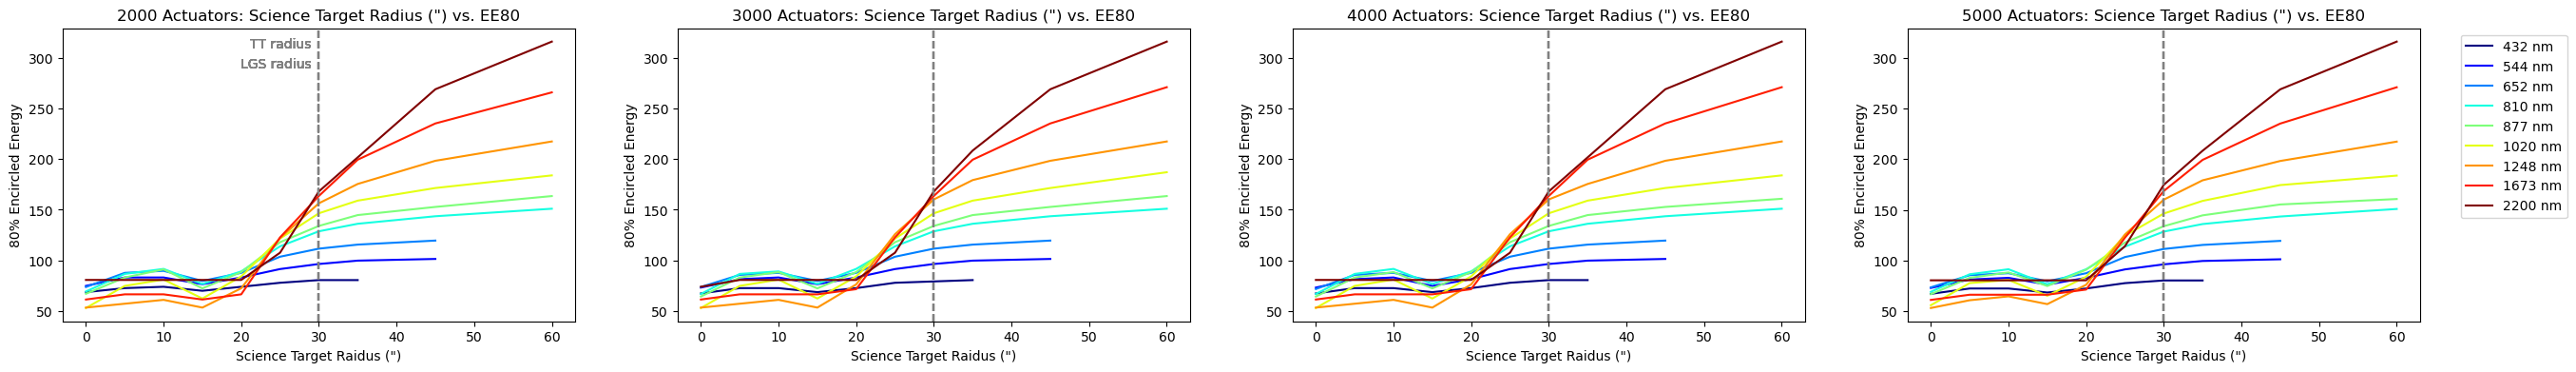 2000 Actuators: Science Target Radius (") vs. EE80
80% Encircled Energy
300
250
200
150
100
50
TT radius
LGS radius
0 10 20 30 40 50 60
Science Target Raidus (")
3000 Actuators: Science Target Radius (") vs. EE80
80% Encircled Energy
300
250
200
150
100
50
0 10 20 30 40 50 60
Science Target Raidus (")
4000 Actuators: Science Target Radius (") vs. EE80
80% Encircled Energy
300
250
200
150
100
50
0 10 20 30 40 50 60
Science Target Raidus (")
5000 Actuators: Science Target Radius (") vs. EE80
80% Encircled Energy
300
250
200
150
100
50
0 10 20 30 40 50 60
Science Target Raidus (")
432 nm
544 nm
652 nm
810 nm
877 nm
1020 nm
1248 nm
1673 nm
2200 nm